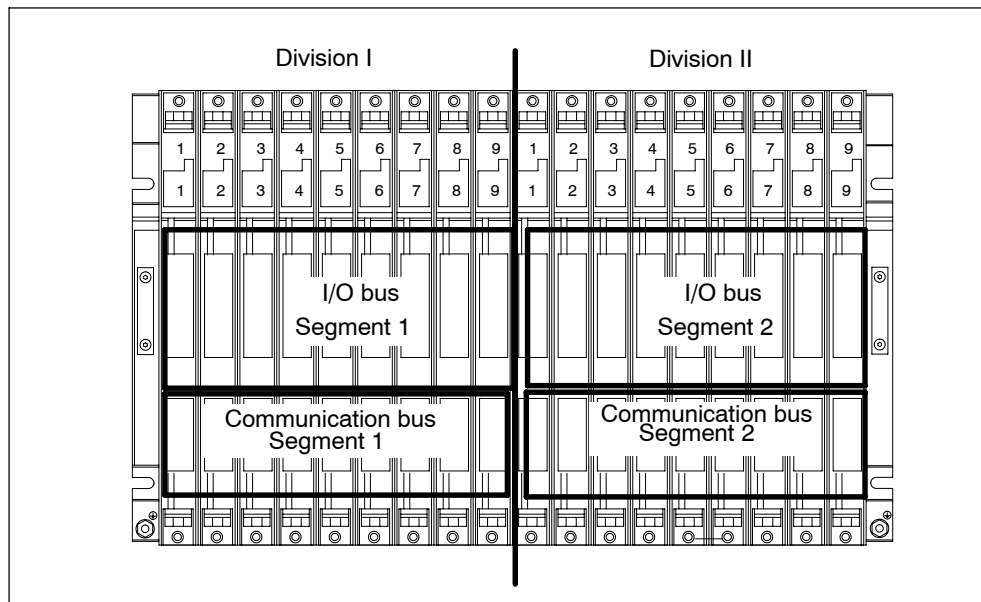 Division I Division II
1 2 3 4 5 6 7 8 9 1 2 3 4 5 6 7 8 9
1 2 3 4 5 6 7 8 9 1 2 3 4 5 6 7 8 9
I/O bus I/O bus
Segment 1 Segment 2
Communication bus Communication bus
Segment 1 Segment 2